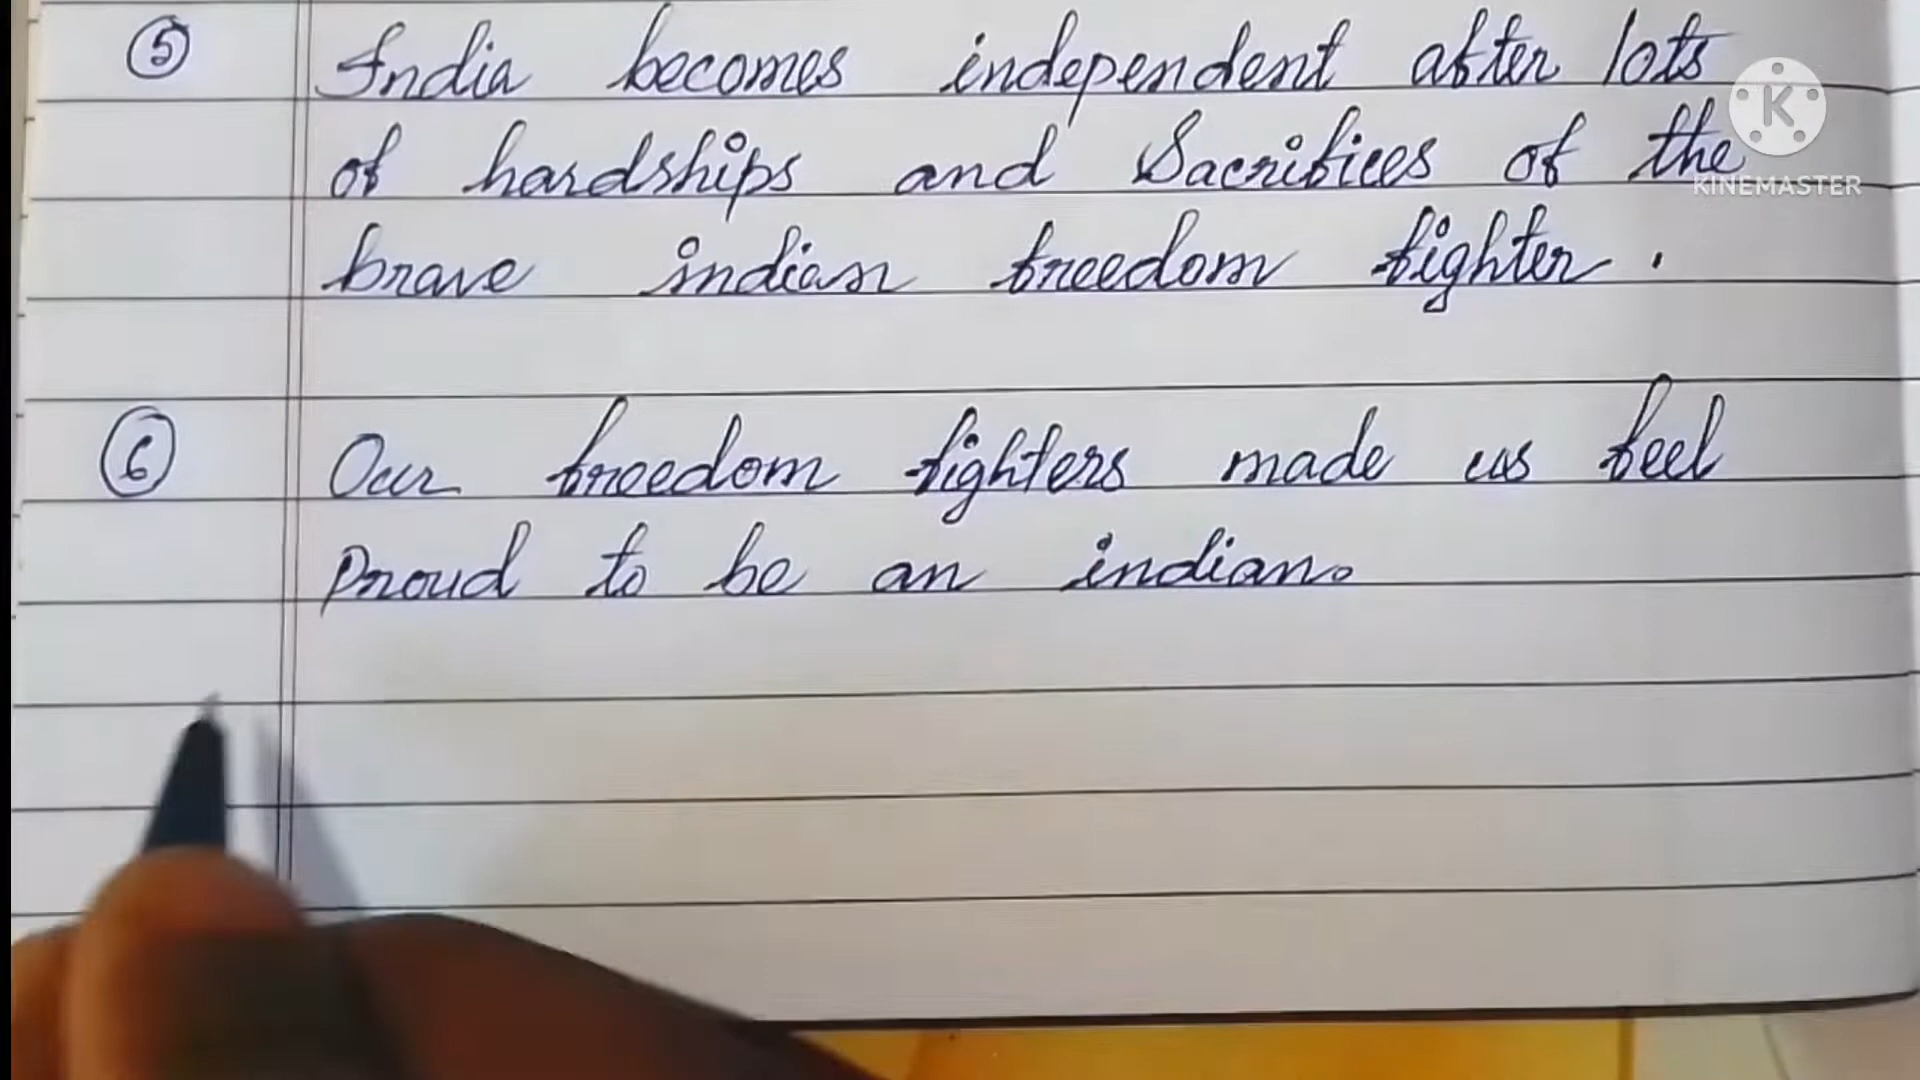 ⑤ India becomes independent after lots
of hardships and Sacrifices of the
brave indian freedom fighter.
⑥ Our freedom fighters made us feel
Proud to be an indian.
K
KINEMASTER